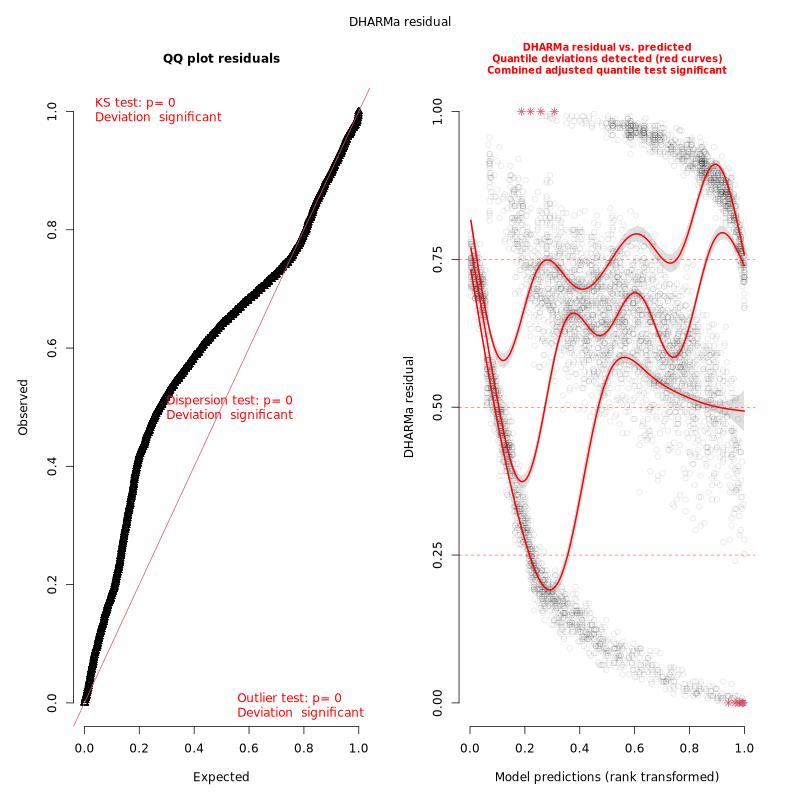 DHARMa residual
QQ plot residuals
KS test: p= 0
Deviation  significant
Dispersion test: p= 0
Deviation  significant
Outlier test: p= 0
Deviation  significant
Observed
0.0
0.2
0.4
0.6
0.8
1.0
0.0
0.2
0.4
0.6
0.8
1.0
Expected
DHARMa residual vs. predicted
Quantile deviations detected (red curves)
Combined adjusted quantile test significant
DHARMa residual
0.00
0.25
0.50
0.75
1.00
0.0
0.2
0.4
0.6
0.8
1.0
Model predictions (rank transformed)